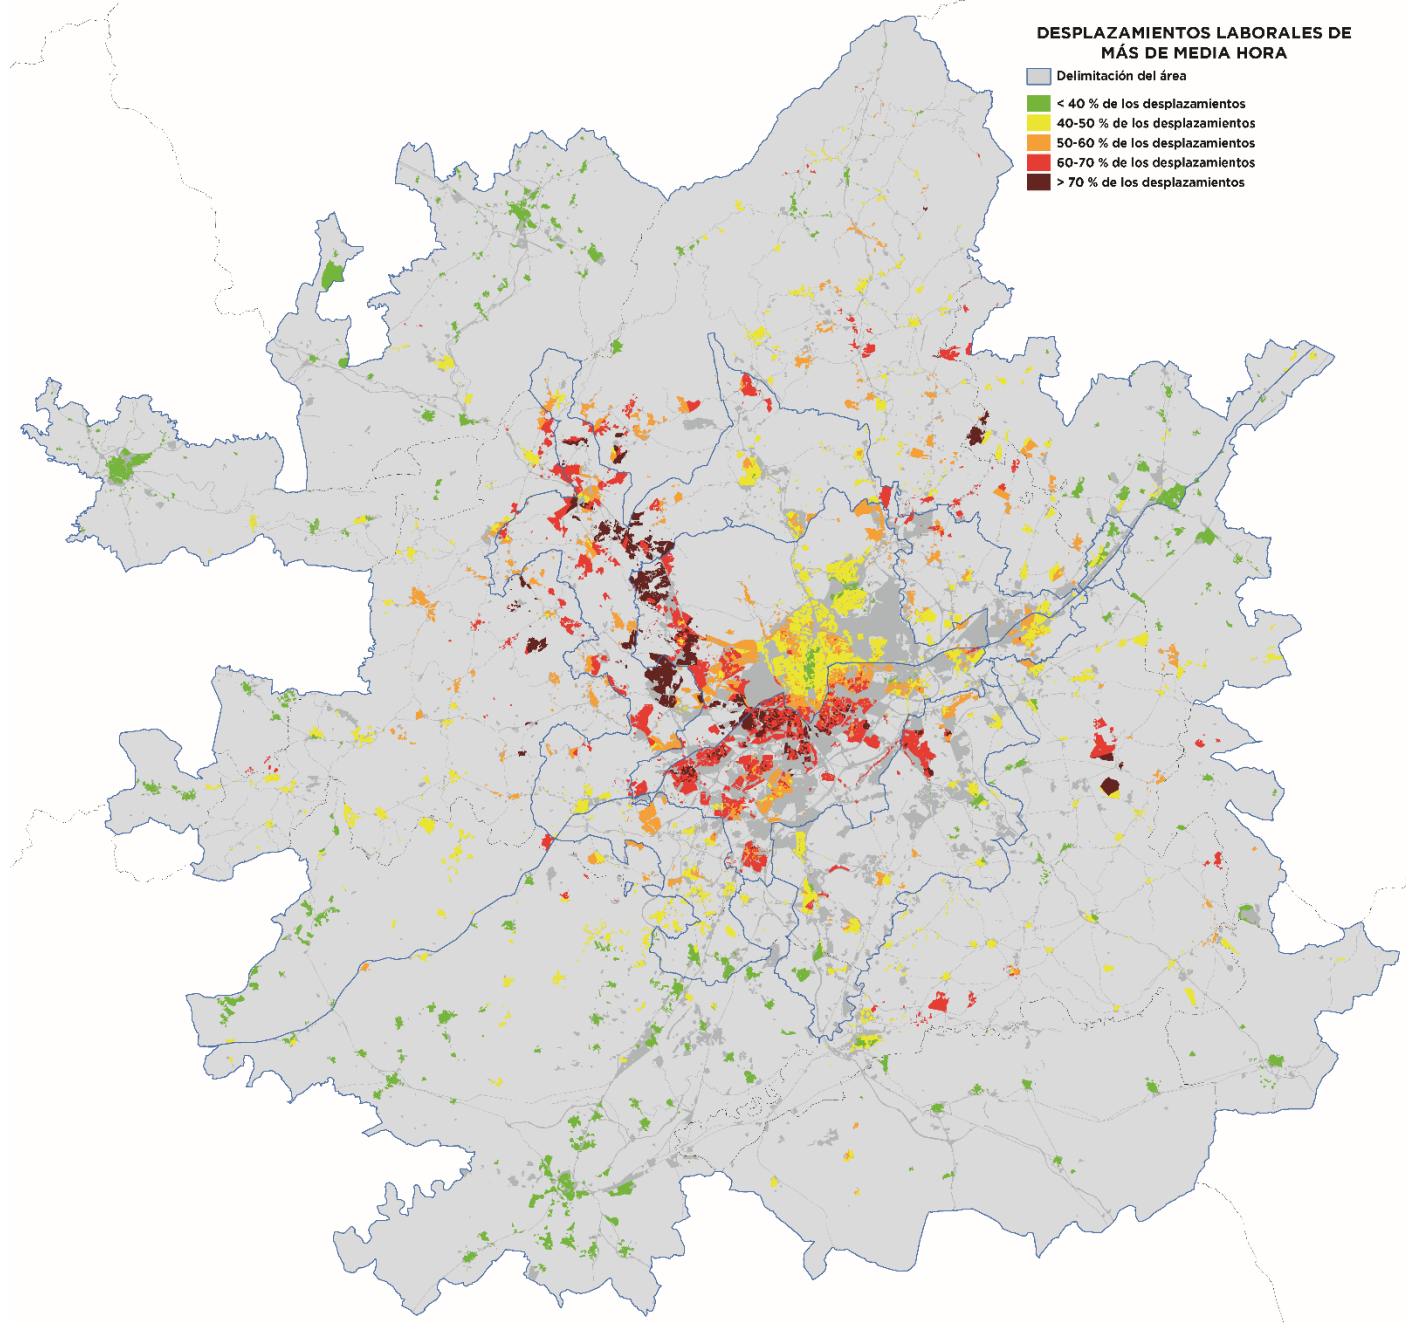 DESPLAZAMIENTOS LABORALES DE
MÁS DE MEDIA HORA
Delimitación del área
< 40 % de los desplazamientos
40-50 % de los desplazamientos
50-60 % de los desplazamientos
60-70 % de los desplazamientos
> 70 % de los desplazamientos